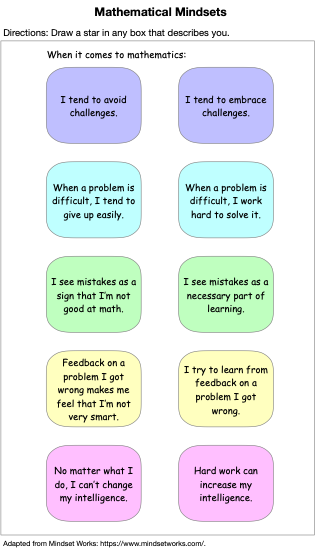 Mathematical Mindsets
Directions: Draw a star in any box that describes you.
When it comes to mathematics:
I tend to avoid
challenges.
I tend to embrace
challenges.
When a problem is
difficult, I tend to
give up easily.
When a problem is
difficult, I work
hard to solve it.
I see mistakes as a
sign that I'm not
good at math.
I see mistakes as a
necessary part of
learning.
Feedback on a
problem I got
wrong makes me
feel that I'm not
very smart.
I try to learn from
feedback on a
problem I got
wrong.
No matter what I
do, I can't change
my intelligence.
Hard work can
increase my
intelligence.
Adapted from Mindset Works: https://www.mindsetworks.com/.